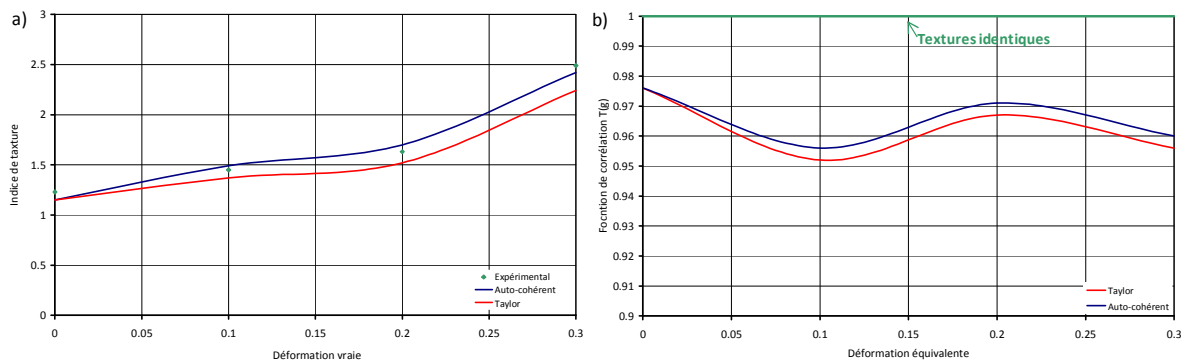 a)
3
2.5
2
1.5
1
0.5
0
0
0.05
0.1
0.15
0.2
0.25
0.3
Indice de taxture
Déformation vraie
Expérimental
Auto-cohérent
Taylor
b)
1
0.99
0.98
0.97
0.96
0.95
0.94
0.93
0.92
0.91
0.9
0
0.05
0.1
0.15
0.2
0.25
0.3
Focntion de corrélation T(g)
Déformation équivalente
Textures identiques
Taylor
Auto-cohérent